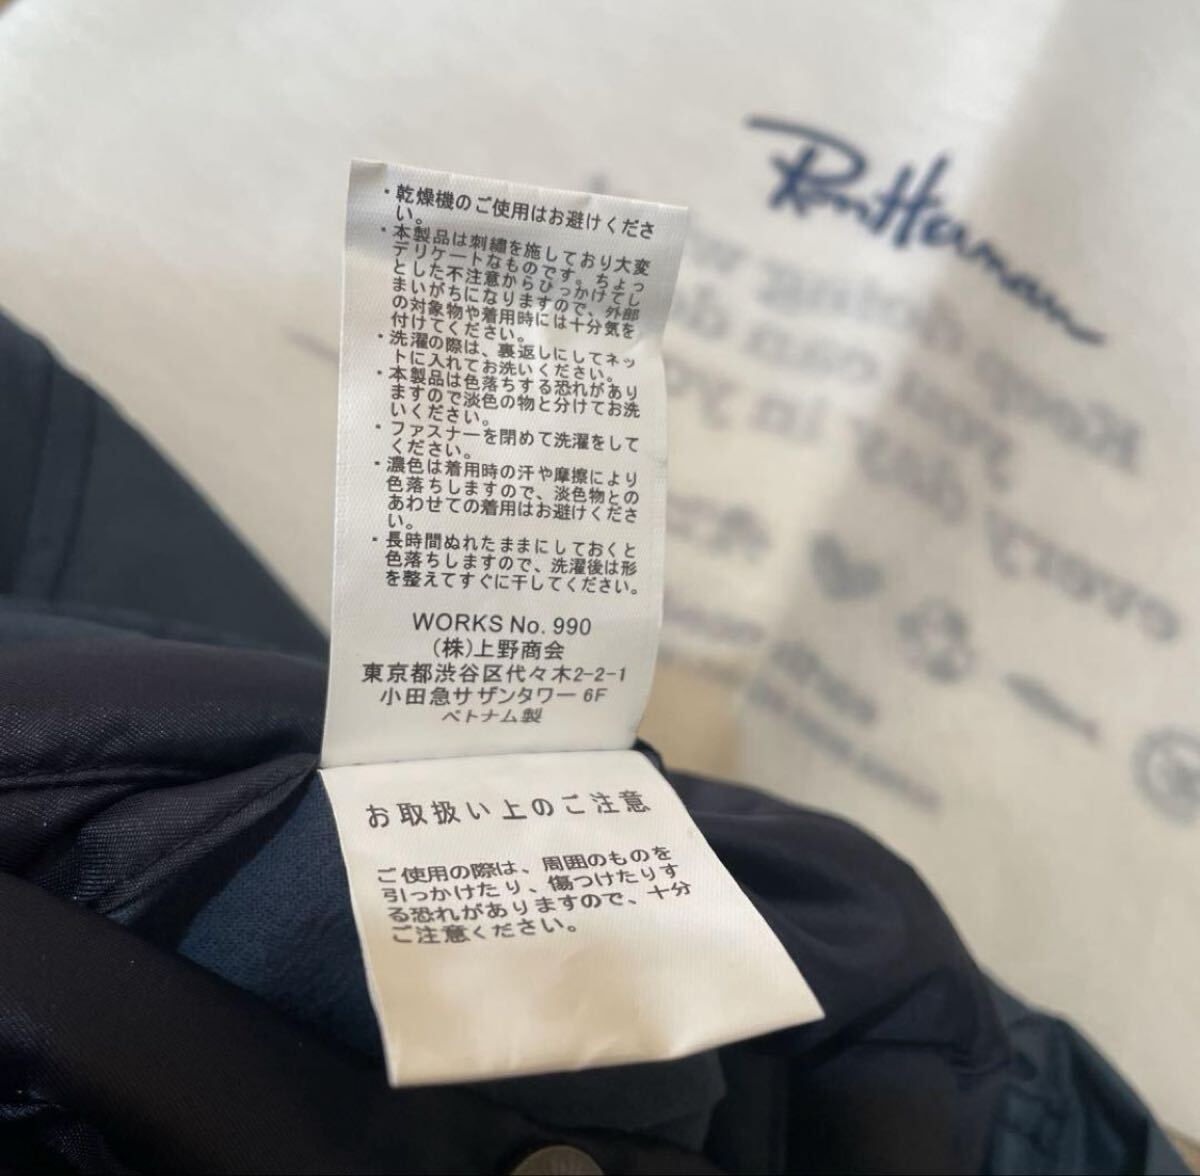 Ron Herman
・乾燥機のご使用はお避けくださ
い。
・本製品は刺繍を施しており大変
デリケートなものです。ちょっ
とした不注意からひっかけてし
まいがちになりますので、外部
の対象物や着用時には十分気を
付けてください。
・洗濯の際は、裏返しにしてネッ
トに入れてお洗いください。
・本製品は色落ちする恐れがあり
ますので淡色の物と分けてお洗
いください。
・ファスナーを閉めて洗濯をして
ください。
・濃色は着用時の汗や摩擦により
色落ちしますので、淡色物との
あわせての着用はお避けくださ
い。
・長時間ぬれたままにしておくと
色落ちしますので、洗濯後は形
を整えてすぐに干してください。
WORKS No. 990
(株)上野商会
東京都渋谷区代々木2-2-1
小田急サザンタワー 6F
ベトナム製
お取扱い上のご注意
ご使用の際は、周囲のものを
引っかけたり、傷つけたりす
る恐れがありますので、十分
ご注意ください。